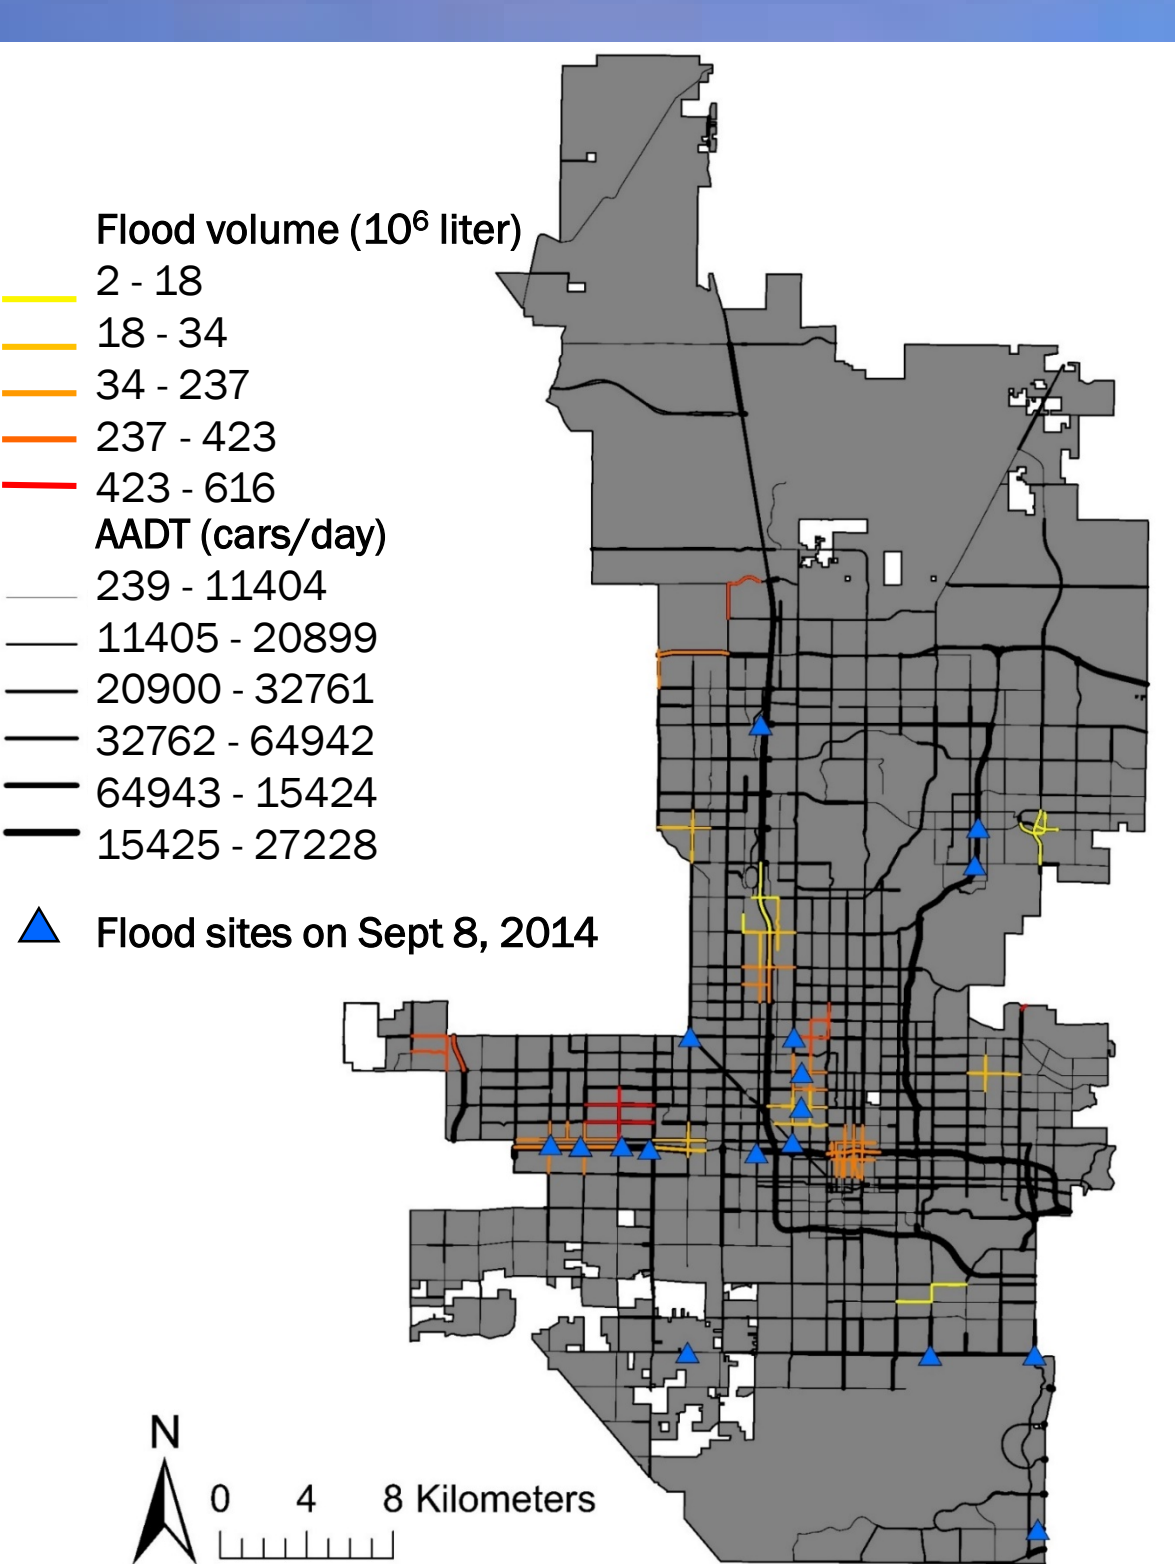 Flood volume (10⁶ liter)
2 - 18
18 - 34
34 - 237
237 - 423
423 - 616
AADT (cars/day)
239 - 11404
11405 - 20899
20900 - 32761
32762 - 64942
64943 - 15424
15425 - 27228
Flood sites on Sept 8, 2014
N
0 4 8 Kilometers